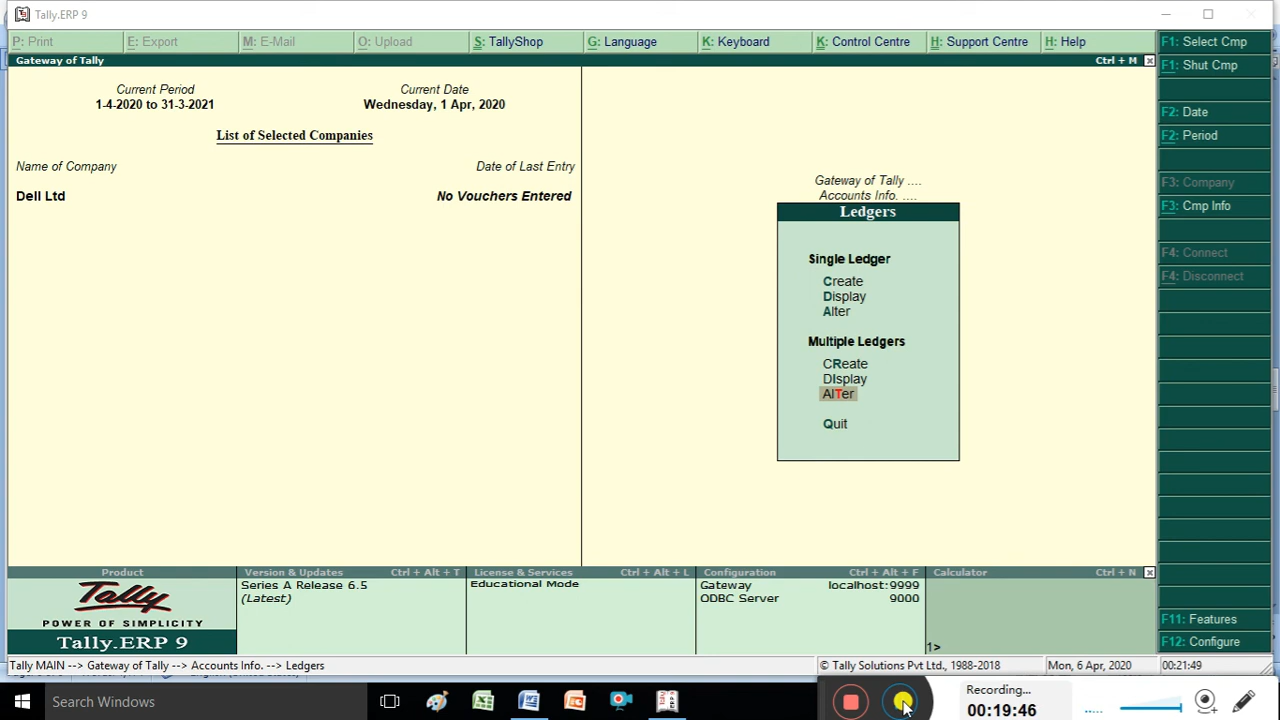 Tally.ERP 9
P: Print
E: Export
M: E-Mail
O: Upload
S: TallyShop
G: Language
K: Keyboard
K: Control Centre
H: Support Centre
H: Help
F1: Select Cmp
Gateway of Tally
Ctrl + M
F1: Shut Cmp
Current Period
1-4-2020 to 31-3-2021
Current Date
Wednesday, 1 Apr, 2020
List of Selected Companies
Name of Company
Date of Last Entry
Dell Ltd
No Vouchers Entered
Gateway of Tally ....
Accounts Info. ....
Ledgers
Single Ledger
Create
Display
Alter
Multiple Ledgers
CReate
DIsplay
AlTer
Quit
F2: Date
F2: Period
F3: Company
F3: Cmp Info
F4: Connect
F4: Disconnect
F11: Features
F12: Configure
Product
Tally
POWER OF SIMPLICITY
Tally.ERP 9
Version & Updates
Ctrl + Alt + T
Series A Release 6.5
(Latest)
License & Services
Ctrl + Alt + L
Educational Mode
Configuration
Ctrl + Alt + F
Gateway
localhost:9999
ODBC Server
9000
Calculator
Ctrl + N
1>
Tally MAIN --> Gateway of Tally --> Accounts Info. --> Ledgers
© Tally Solutions Pvt Ltd., 1988-2018
Mon, 6 Apr, 2020
00:21:49
Search Windows
Recording...
00:19:46